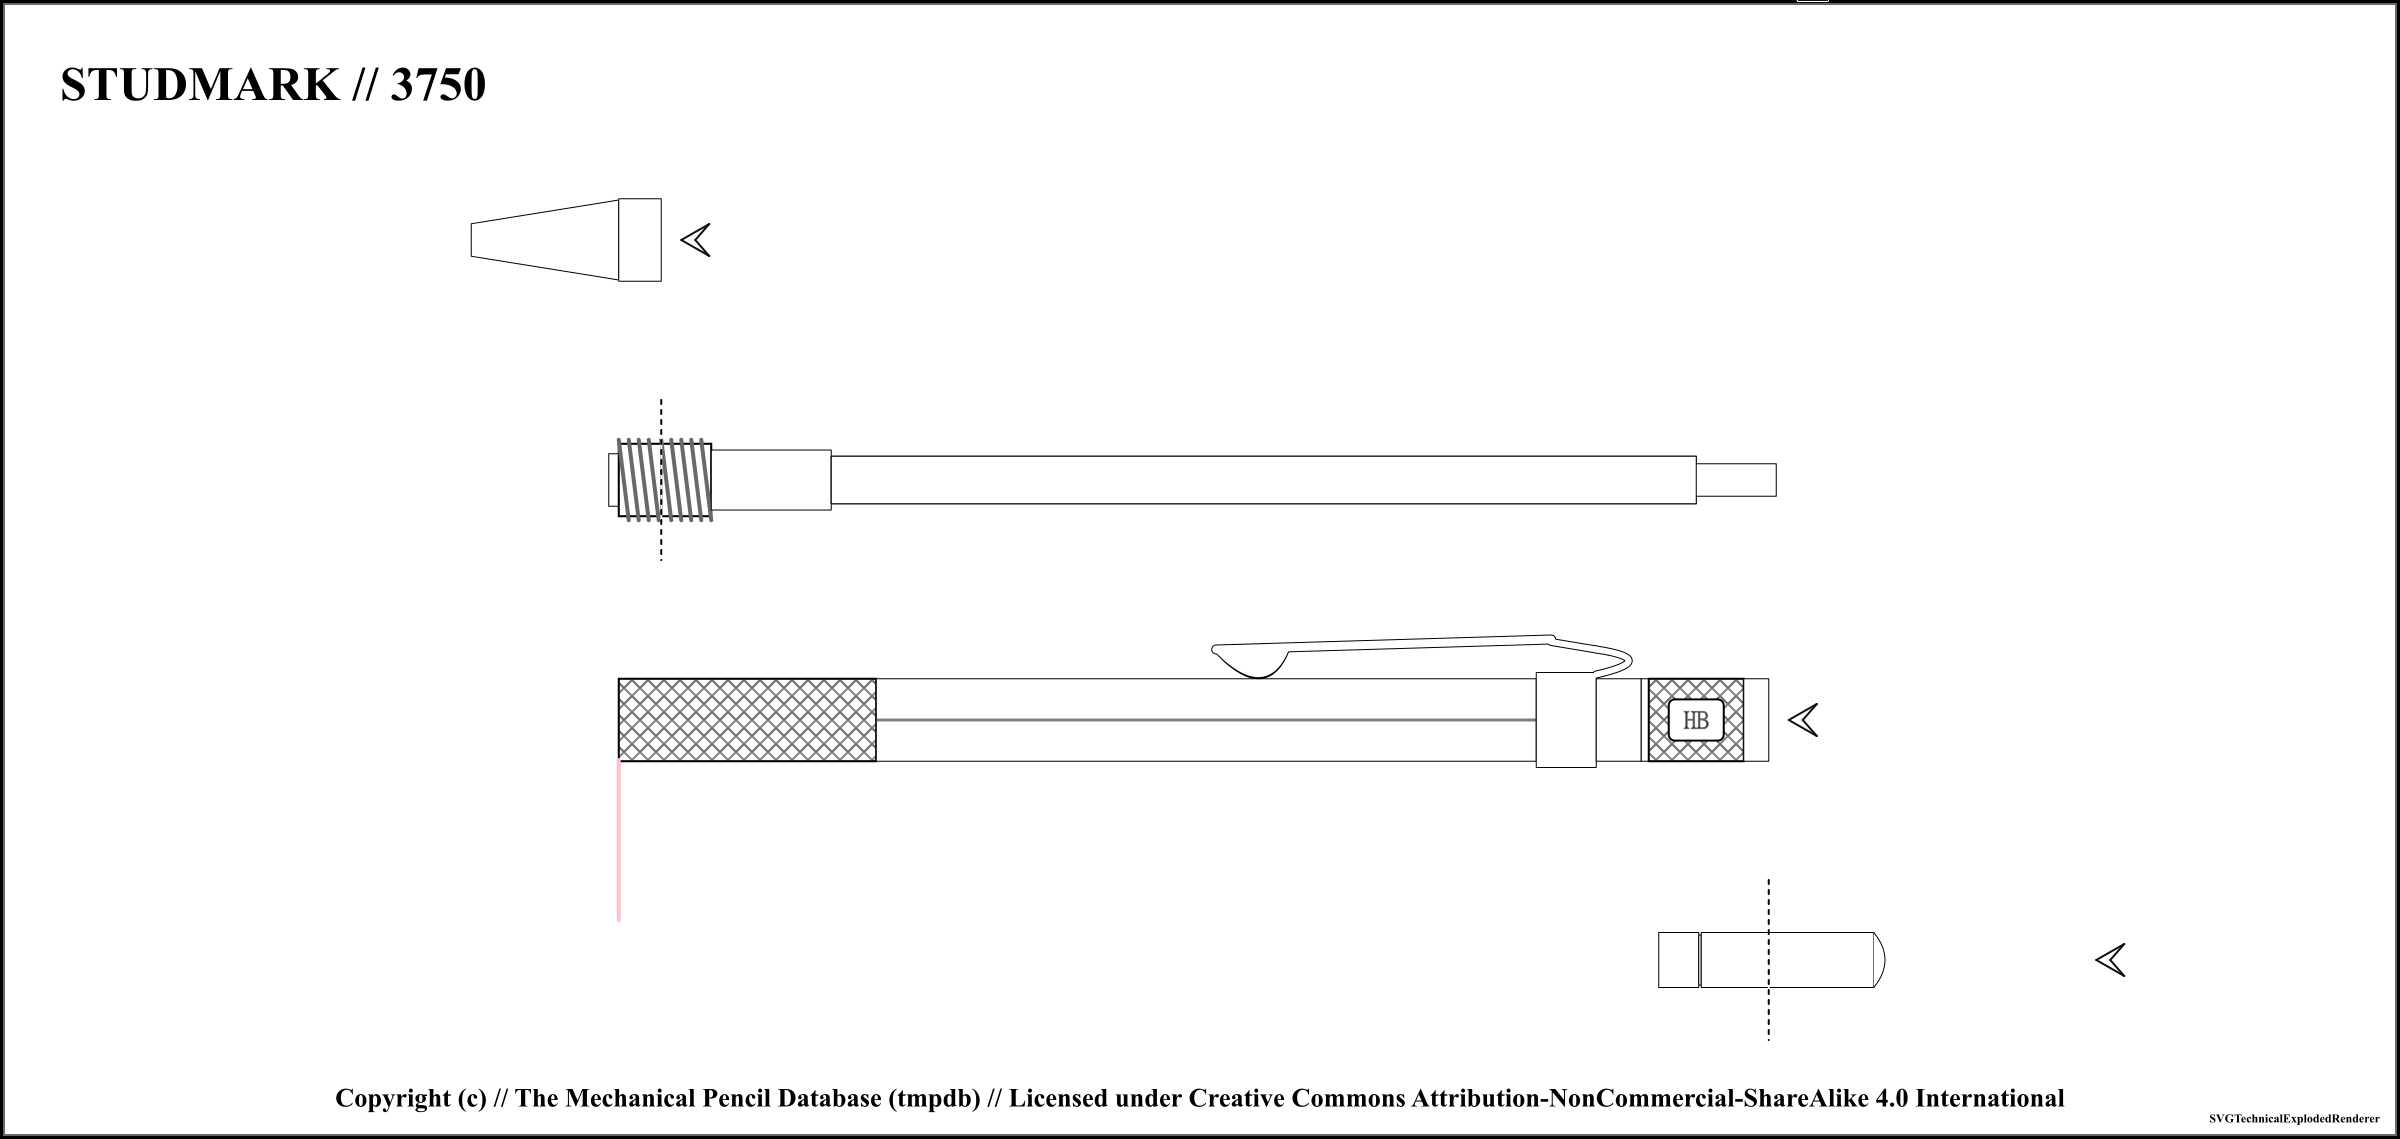 STUDMARK // 3750
HB
Copyright (c) // The Mechanical Pencil Database (tmpdb) // Licensed under Creative Commons Attribution-NonCommercial-ShareAlike 4.0 International
SVGTechnicalExplodedRenderer